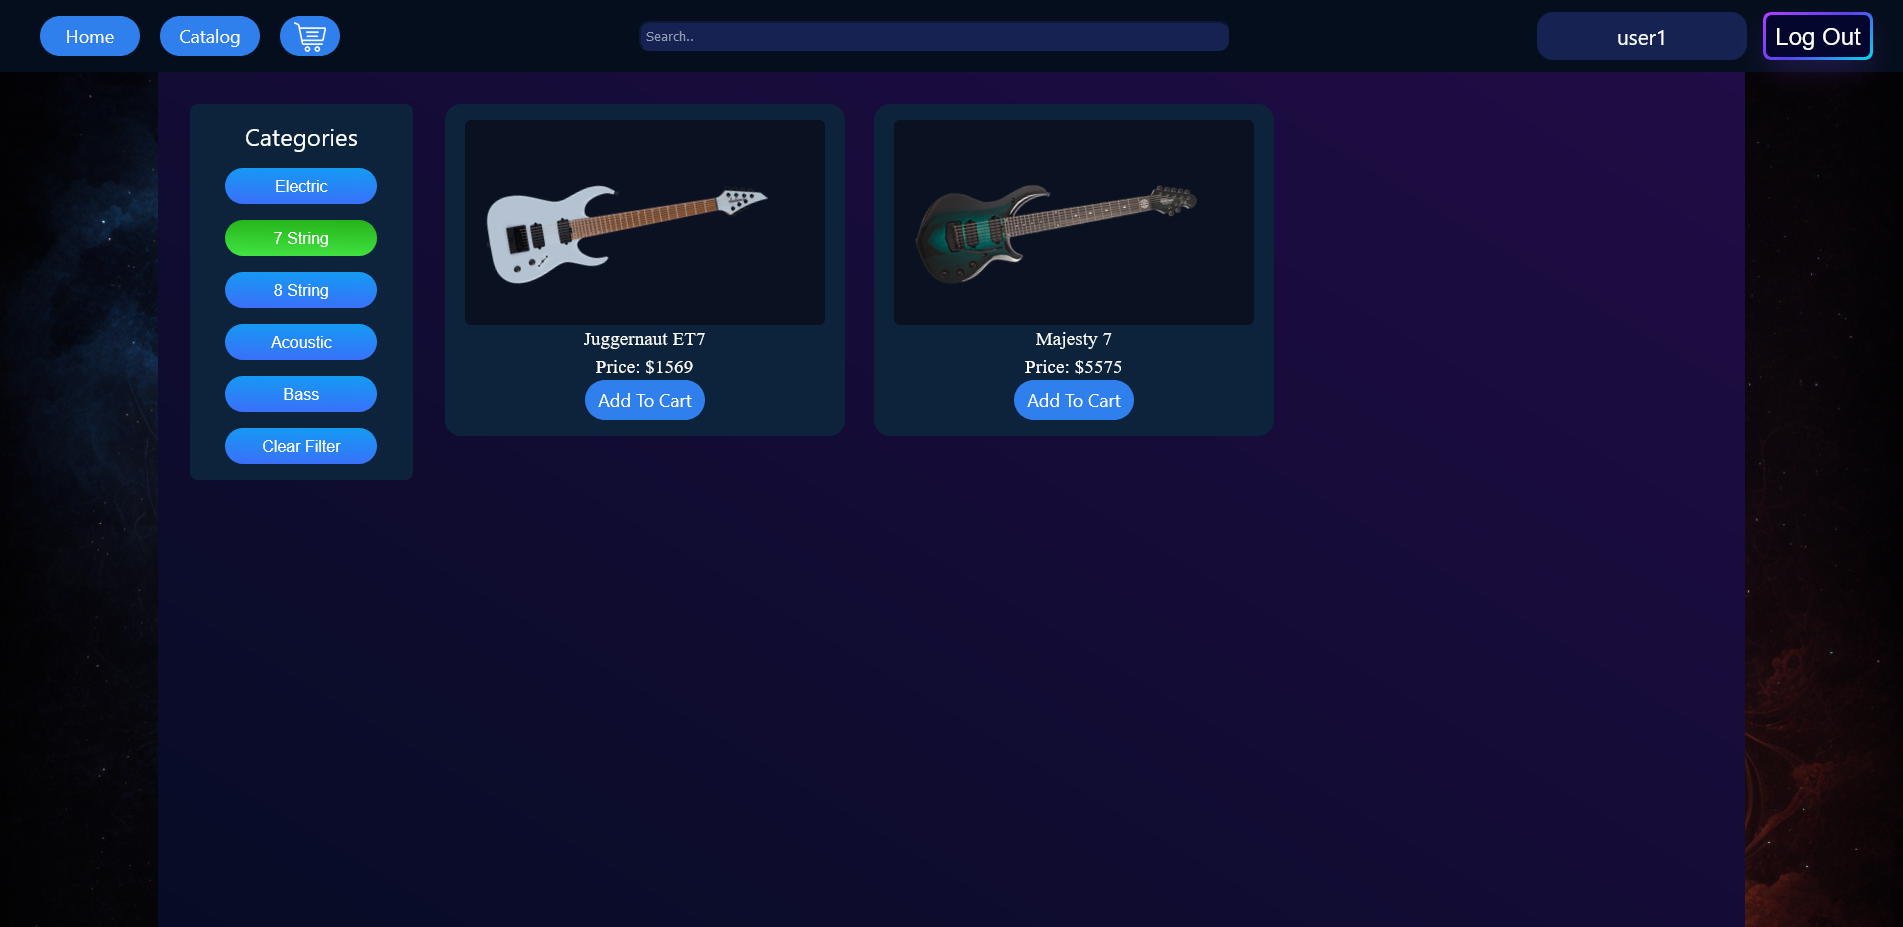 Home
Catalog
Search..
user1
Log Out
Categories
Electric
7 String
8 String
Acoustic
Bass
Clear Filter
Juggernaut ET7
Price: $1569
Add To Cart
Majesty 7
Price: $5575
Add To Cart